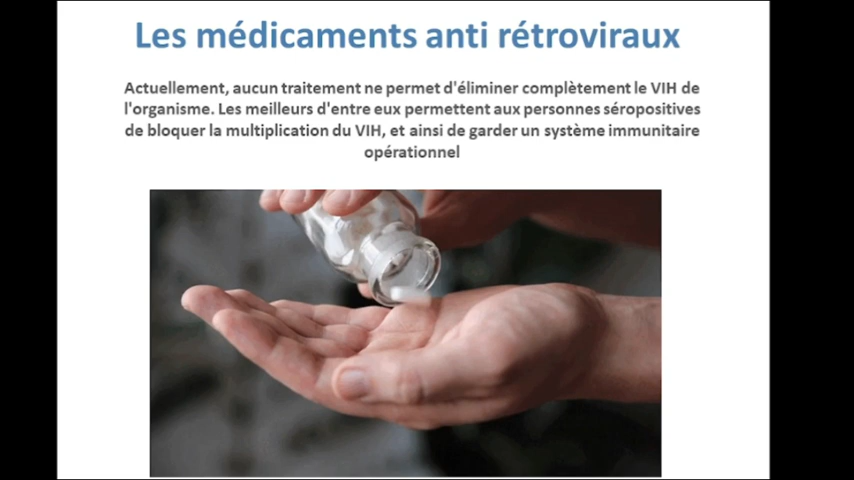 Les médicaments anti rétroviraux
Actuellement, aucun traitement ne permet d'éliminer complètement le VIH de
l'organisme. Les meilleurs d'entre eux permettent aux personnes séropositives
de bloquer la multiplication du VIH, et ainsi de garder un système immunitaire
opérationnel